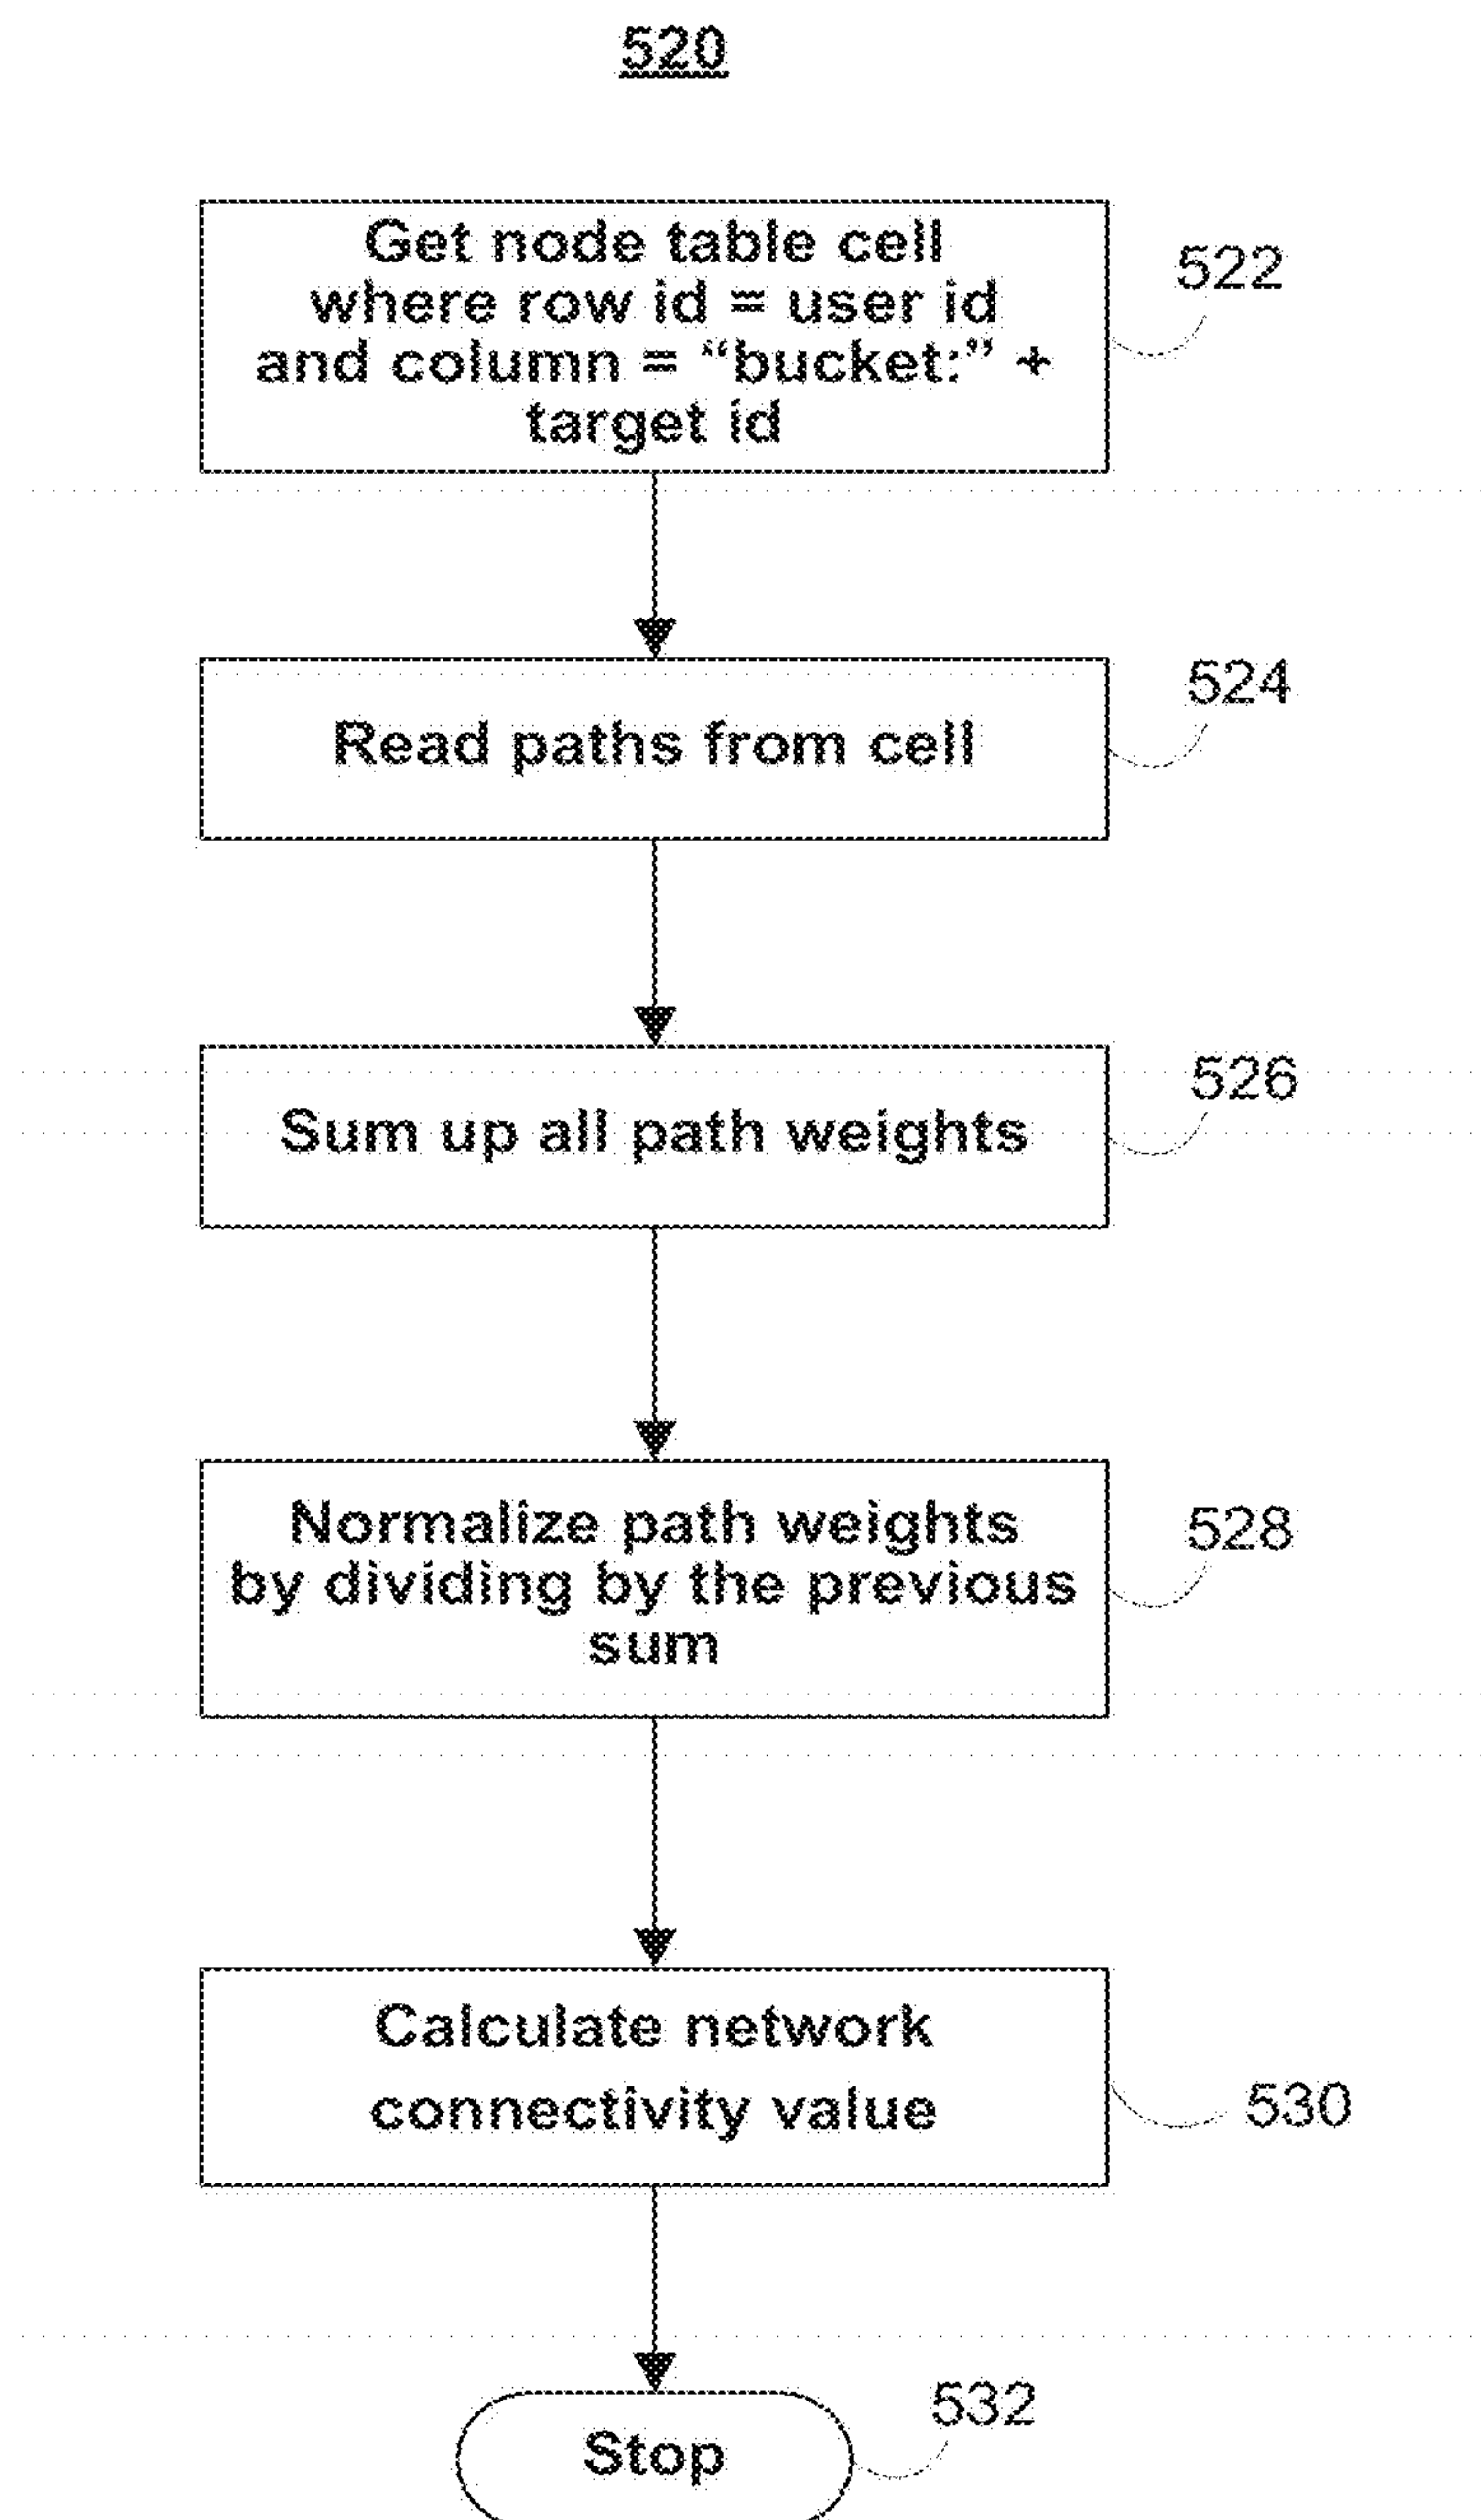 520
Get node table cell
where row id = user id
and column = “bucket:” +
target id
522
Read paths from cell
524
Sum up all path weights
526
Normalize path weights
by dividing by the previous
sum
528
Calculate network
connectivity value
530
Stop
532